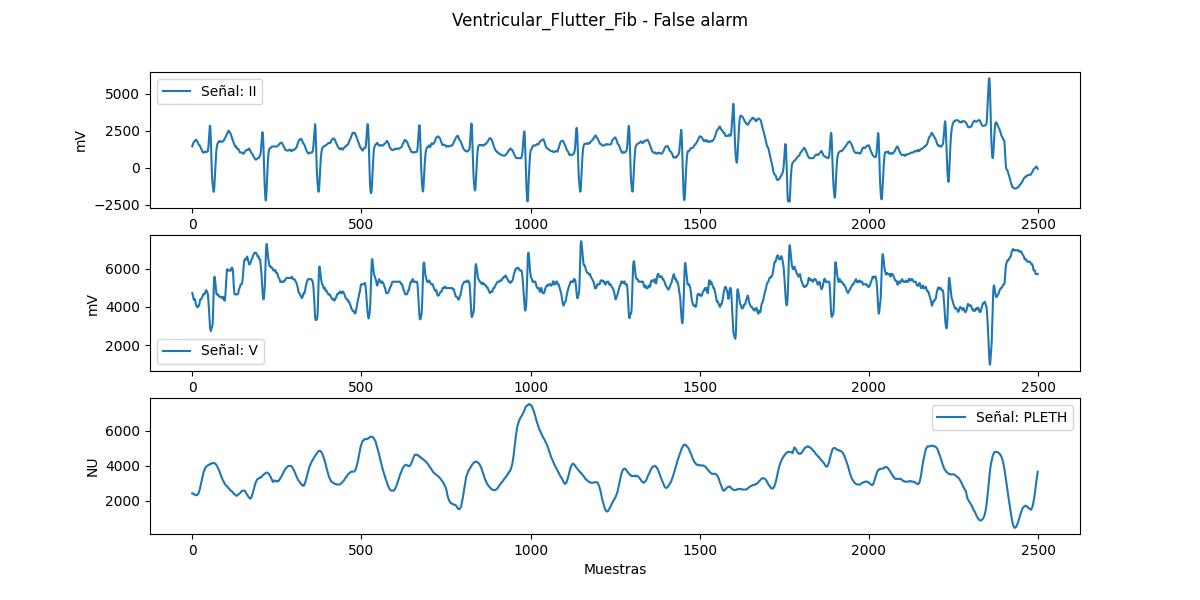 Ventricular_Flutter_Fib - False alarm
Señal: II
mV
5000
2500
0
−2500
0 500 1000 1500 2000 2500
Señal: V
mV
6000
4000
2000
0 500 1000 1500 2000 2500
Señal: PLETH
NU
6000
4000
2000
0 500 1000 1500 2000 2500
Muestras